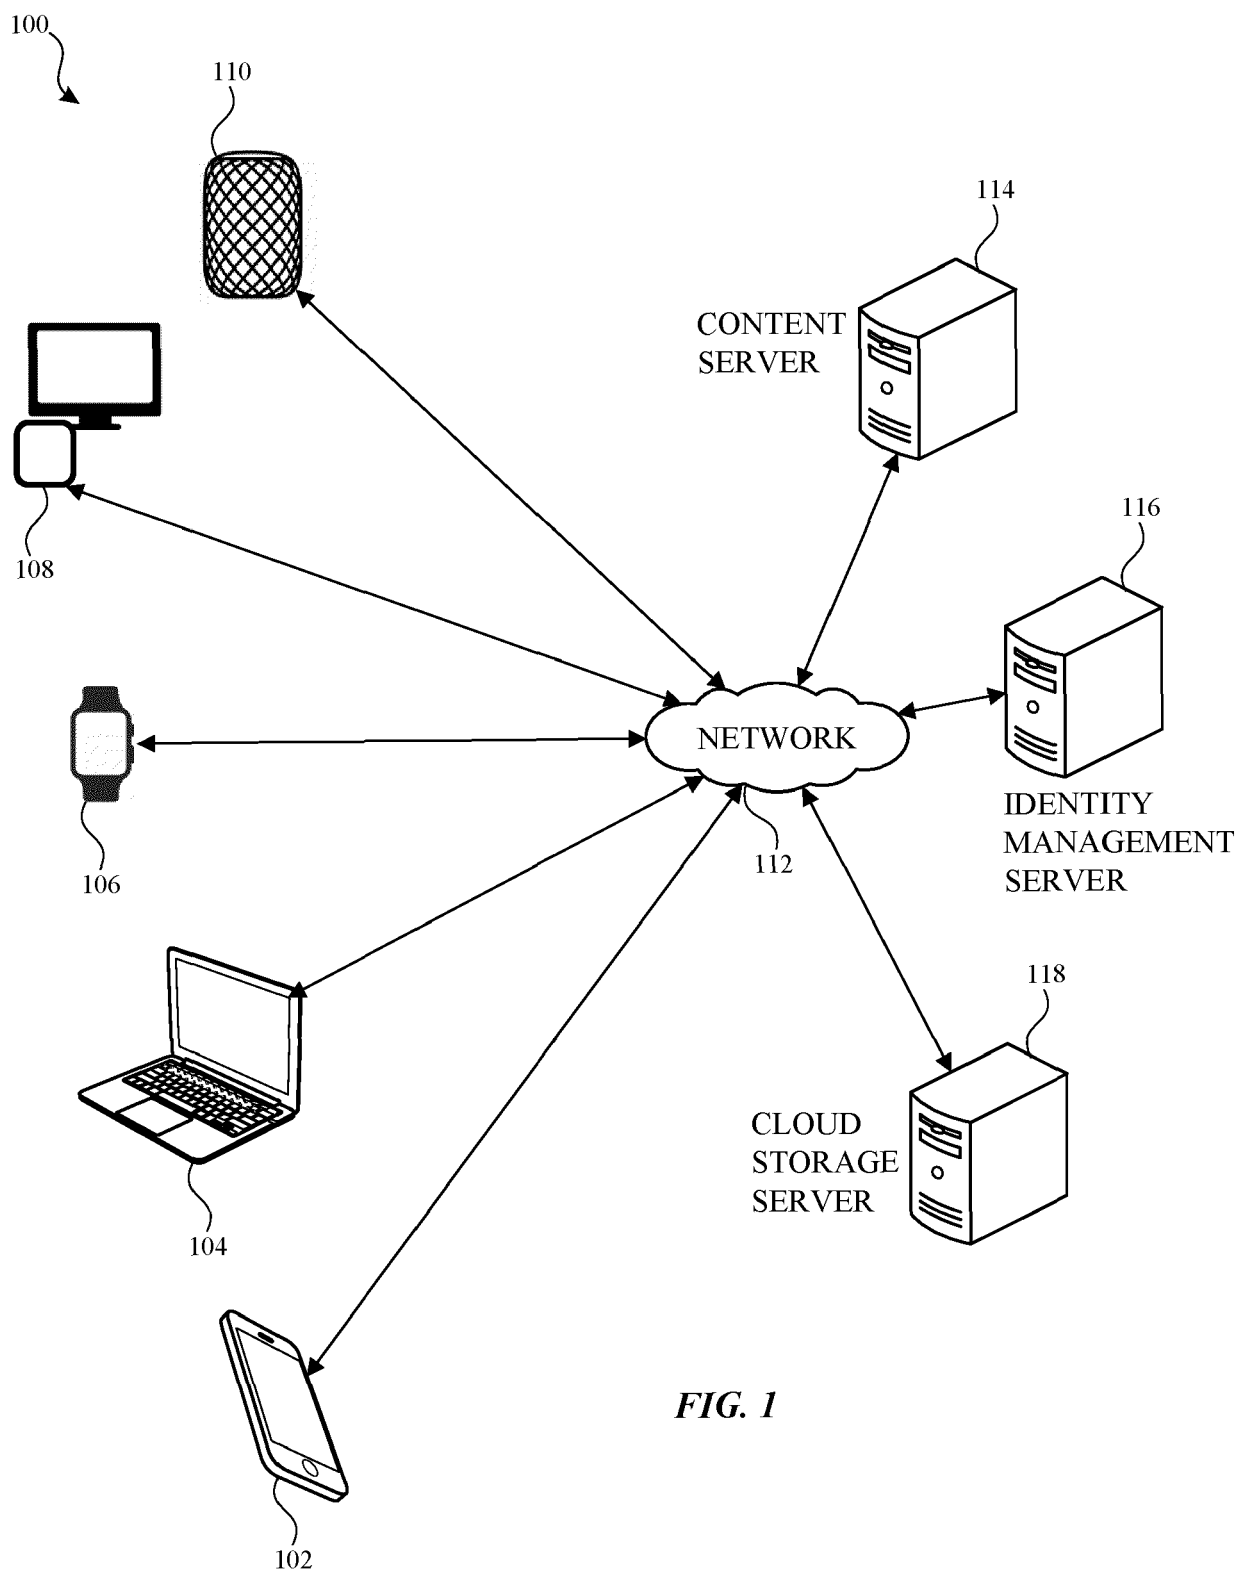 100
110
114
CONTENT
SERVER
116
108
NETWORK
112
IDENTITY
MANAGEMENT
SERVER
106
118
CLOUD
STORAGE
SERVER
104
FIG. 1
102